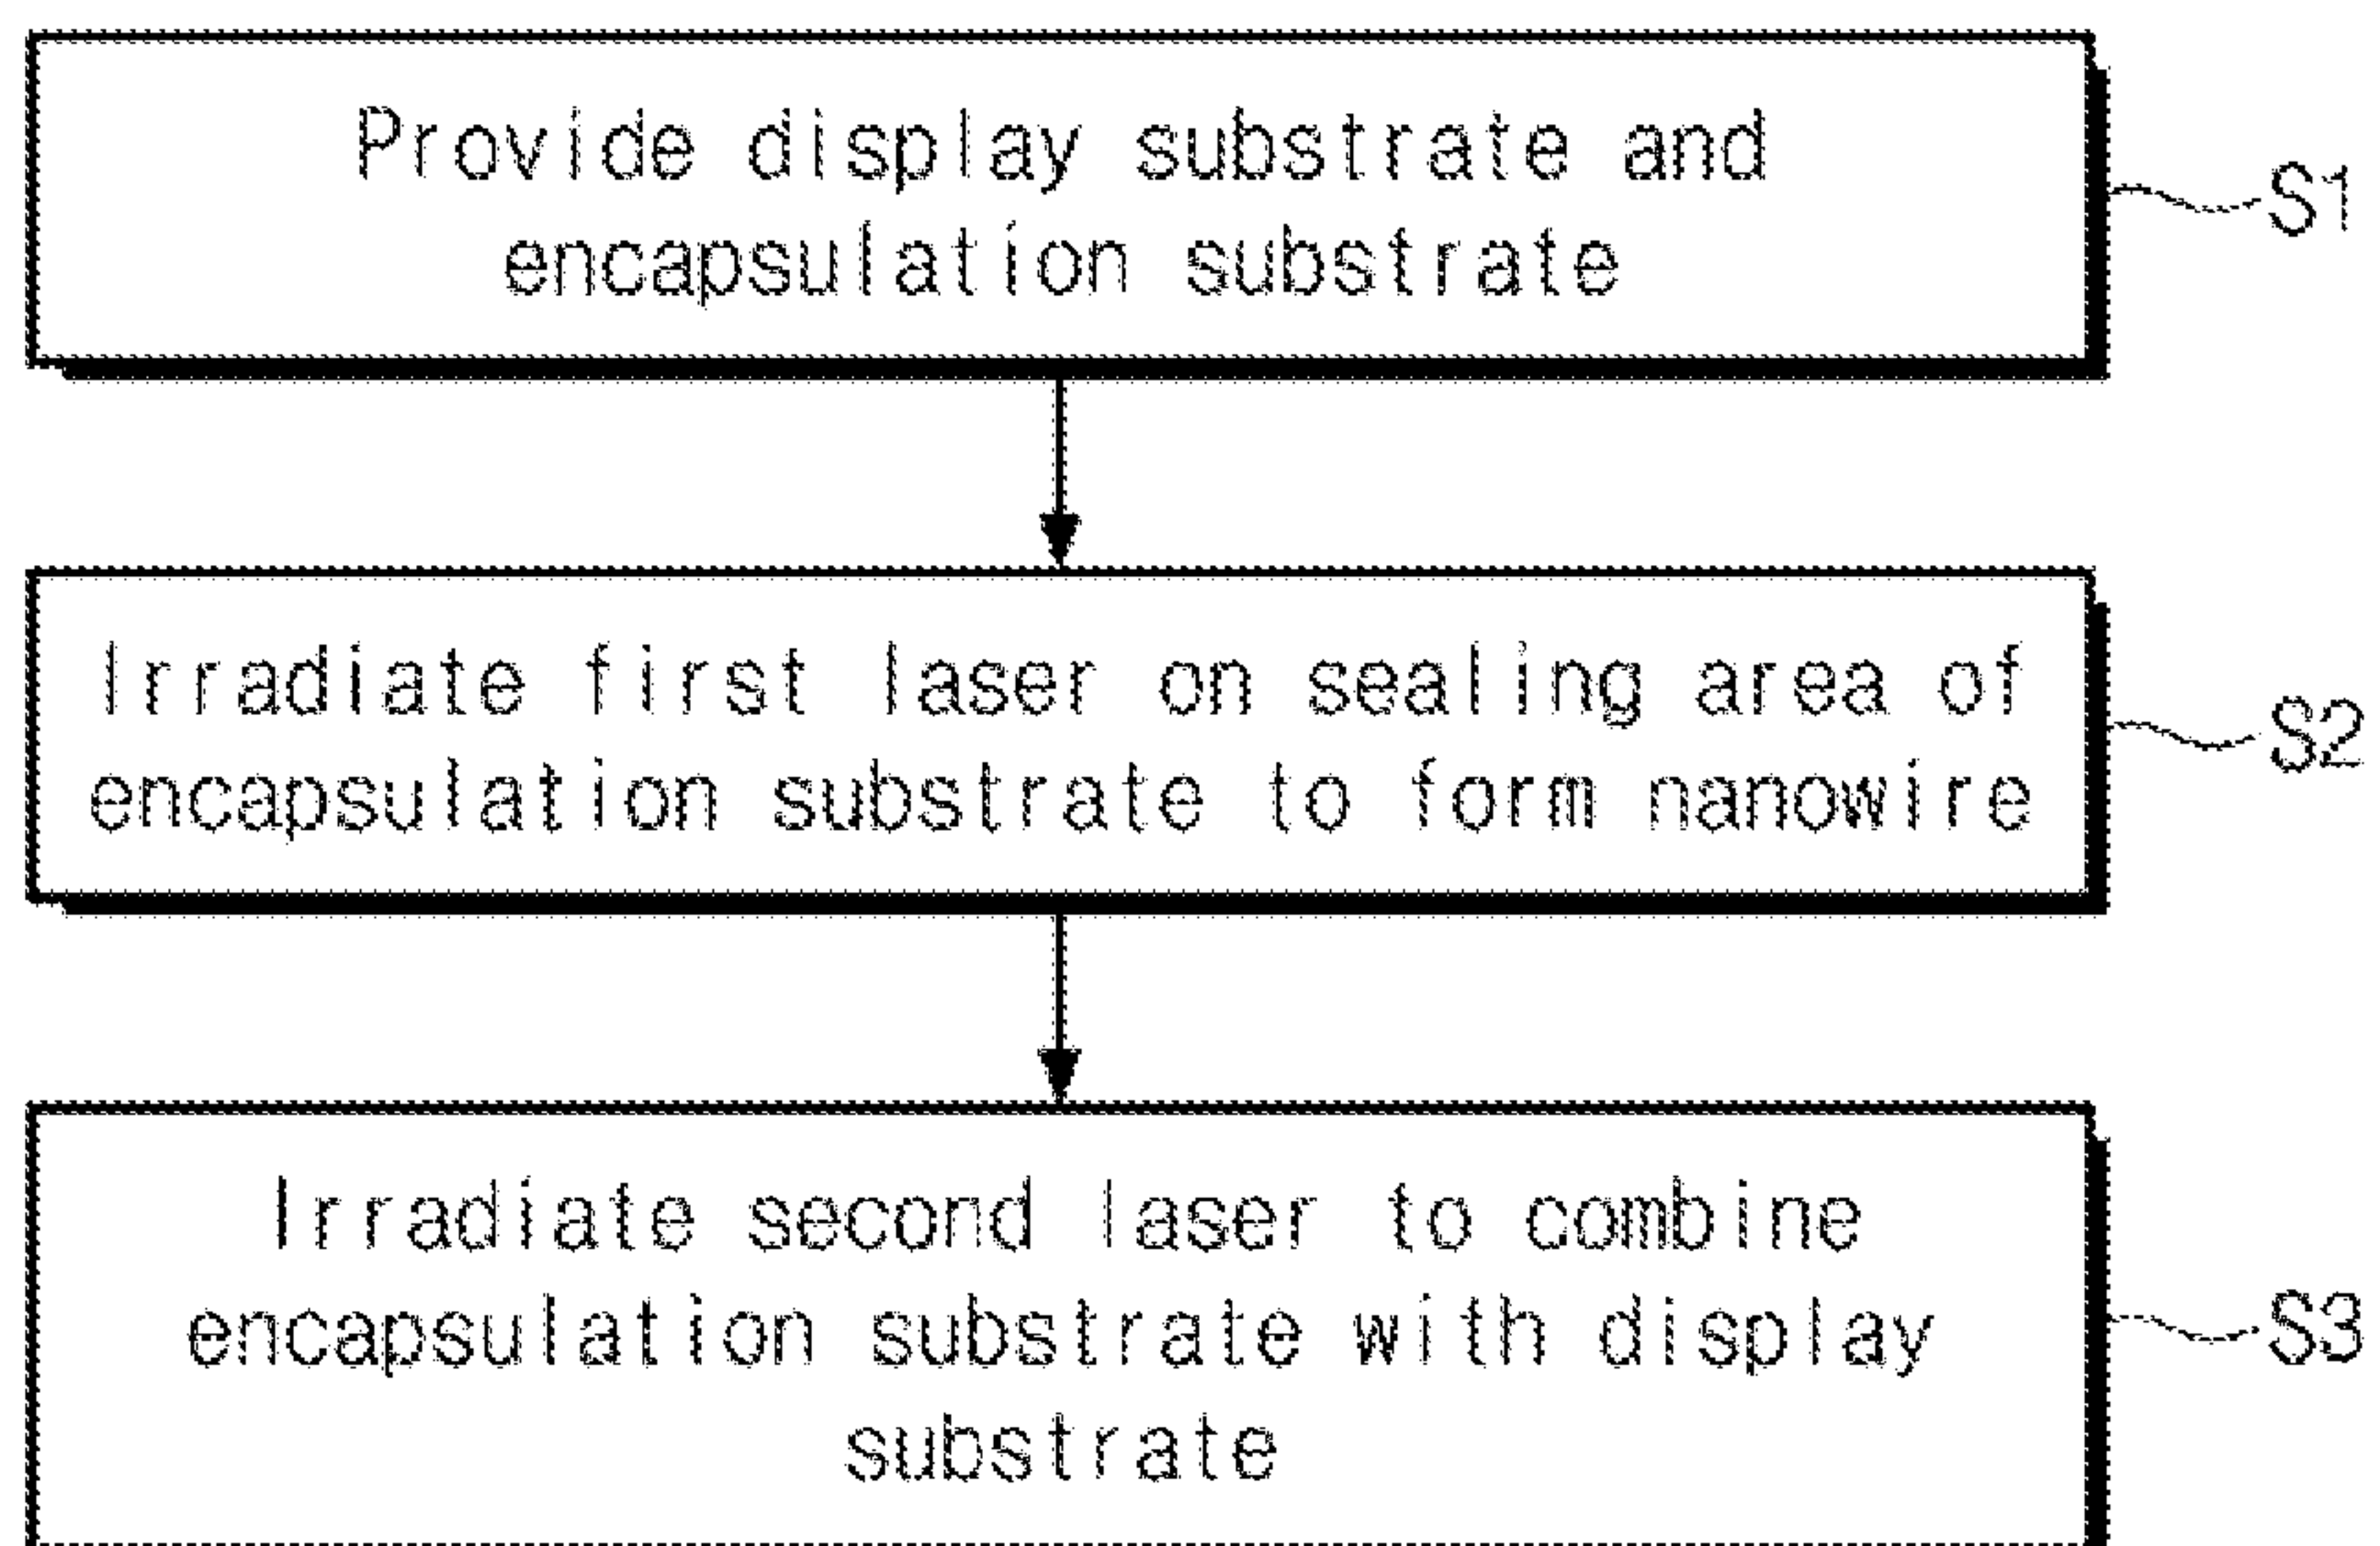 Provide display substrate and
encapsulation substrate
S1
Irradiate first laser on sealing area of
encapsulation substrate to form nanowire
S2
Irradiate second laser to combine
encapsulation substrate with display
substrate
S3